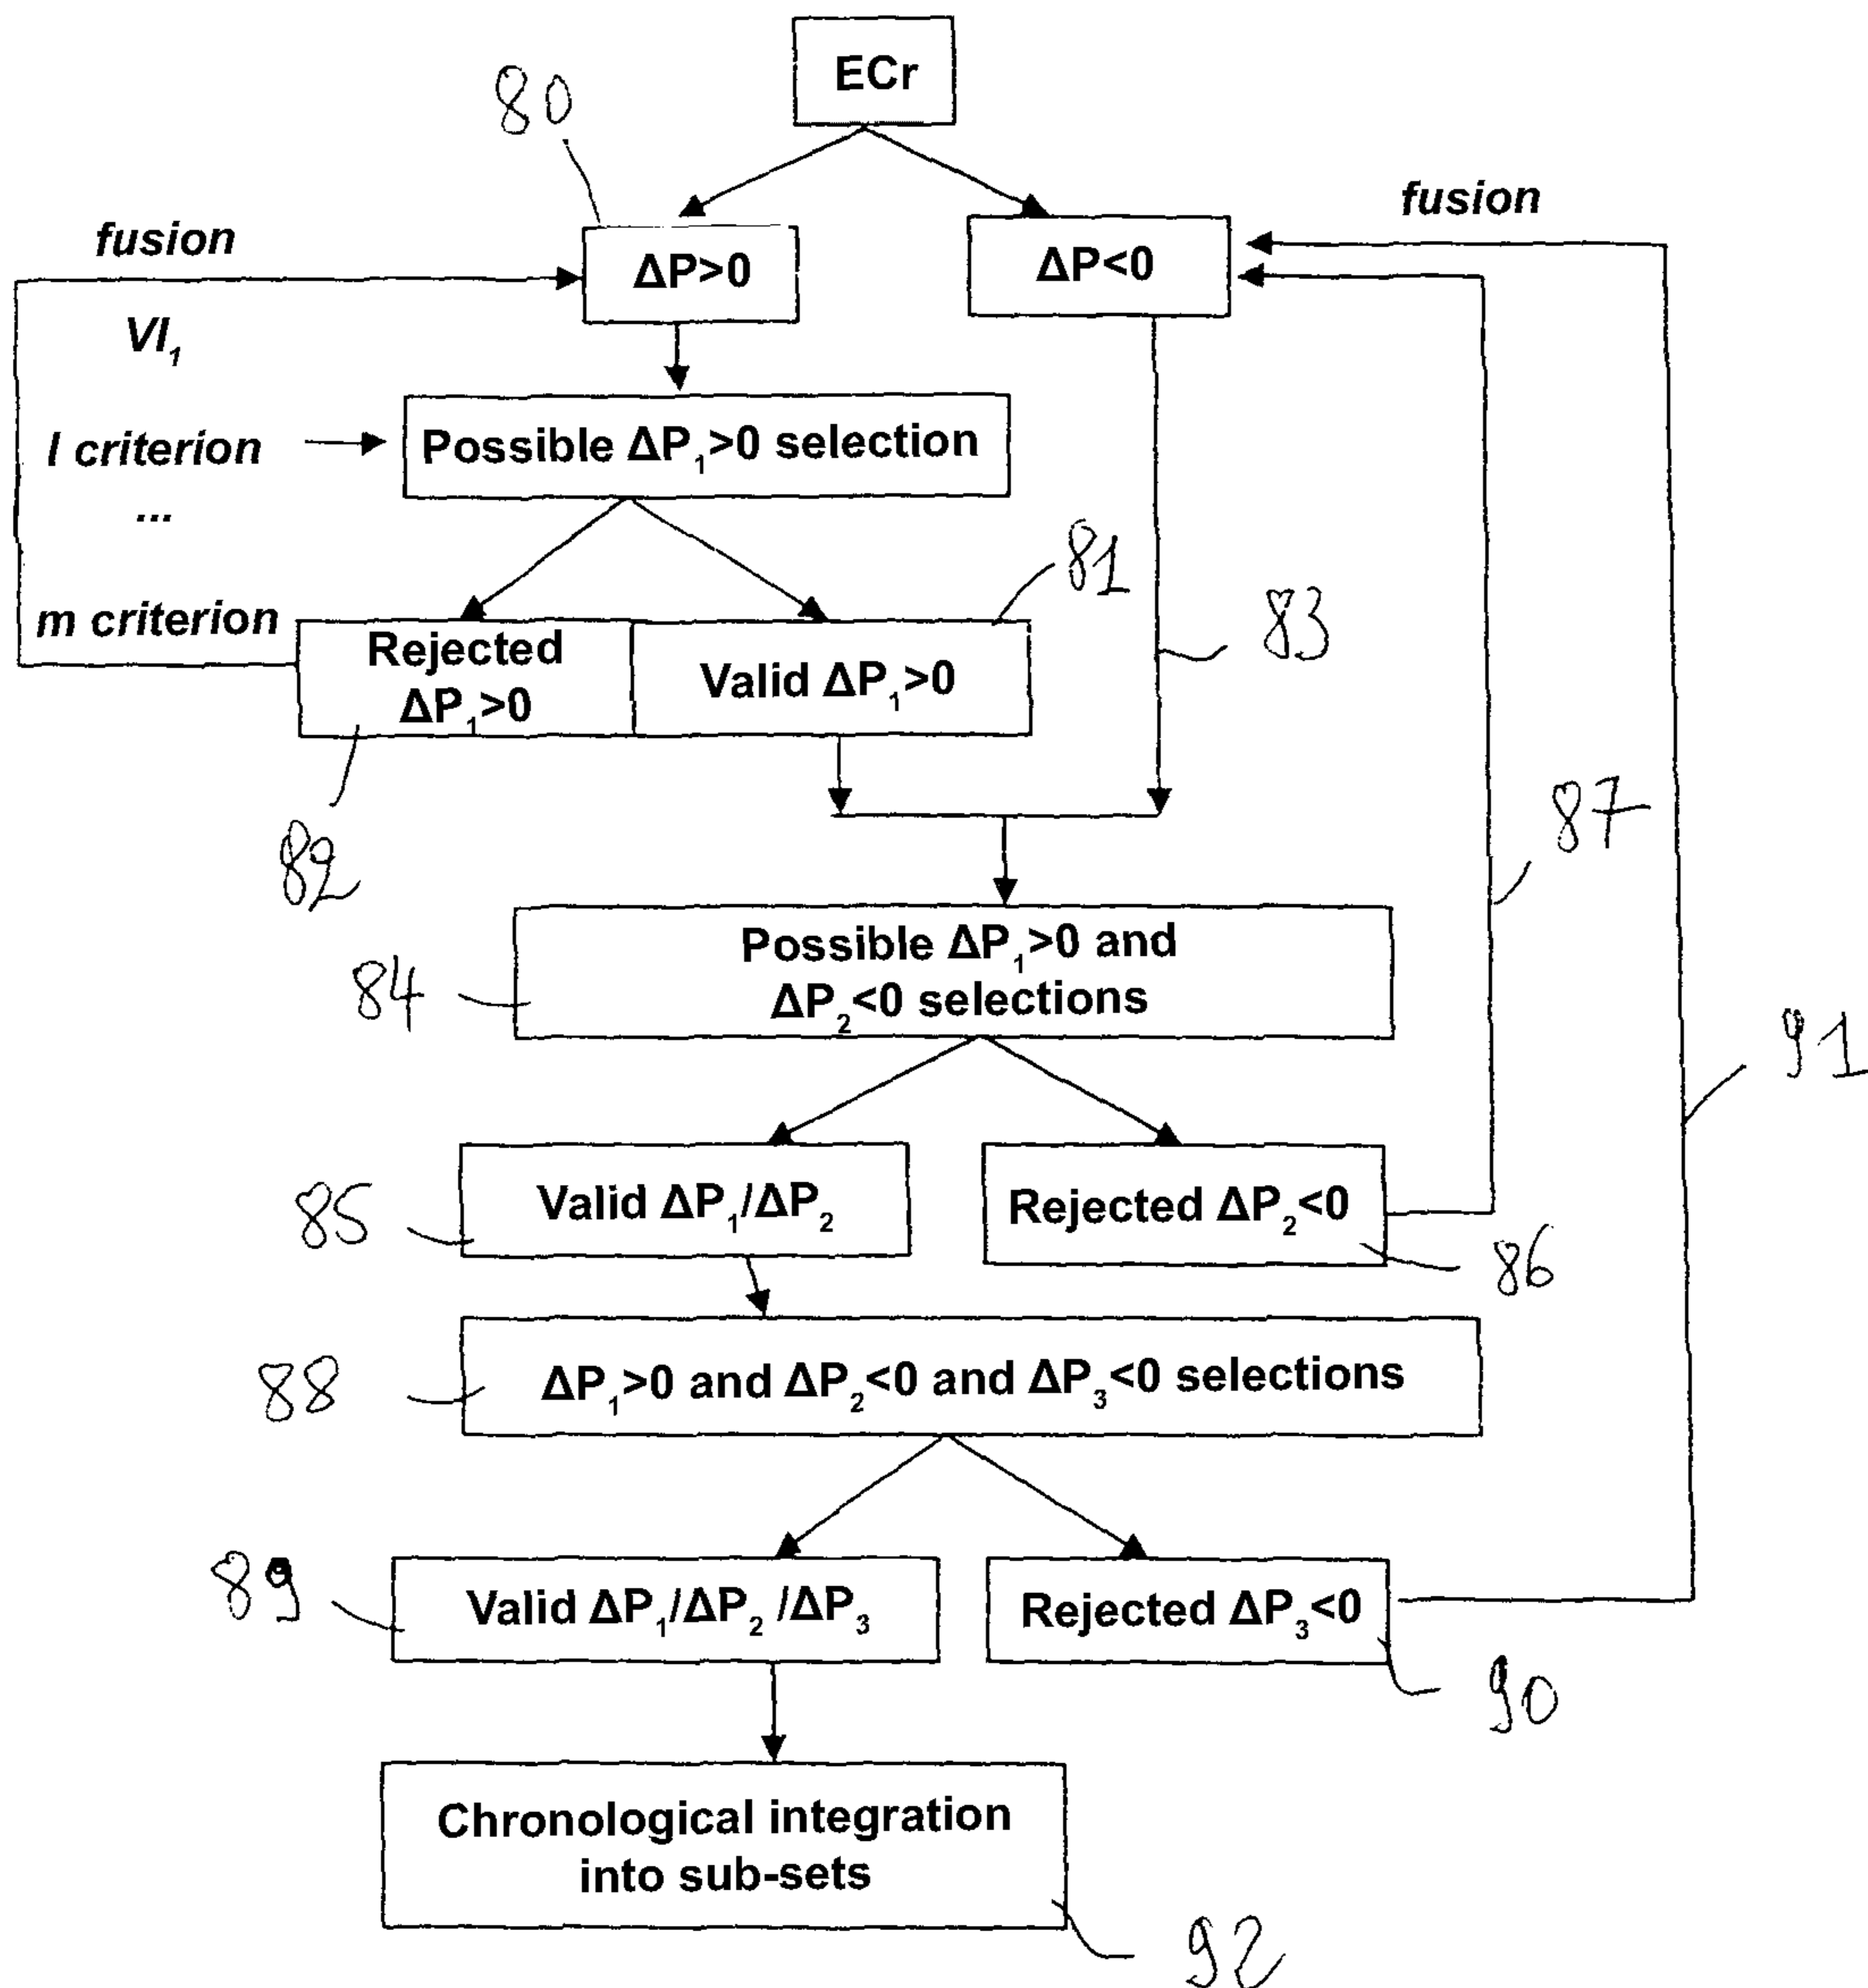 ECr
80
fusion
fusion
ΔP>0
ΔP<0
VI₁
l criterion
Possible ΔP₁>0 selection
...
81
83
m criterion
Rejected
ΔP₁>0
Valid ΔP₁>0
82
87
Possible ΔP₁>0 and
ΔP₂<0 selections
84
91
Valid ΔP₁/ΔP₂
Rejected ΔP₂<0
85
86
ΔP₁>0 and ΔP₂<0 and ΔP₃<0 selections
88
89
Valid ΔP₁/ΔP₂ /ΔP₃
Rejected ΔP₃<0
90
Chronological integration
into sub-sets
92